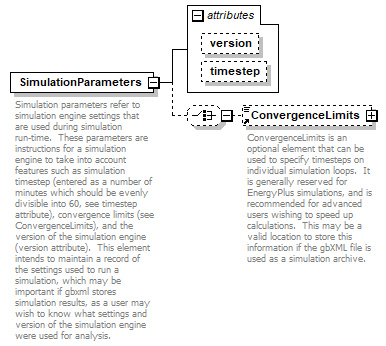 attributes
version
timestep
SimulationParameters
Simulation parameters refer to
simulation engine settings that
are used during simulation
run-time. These parameters are
instructions for a simulation
engine to take into account
features such as simulation
timestep (entered as a number of
minutes which should be evenly
divisible into 60, see timestep
attribute), convergence limits (see
ConvergenceLimits), and the
version of the simulation engine
(version attribute). This element
intends to maintain a record of
the settings used to run a
simulation, which may be
important if gbxml stores
simulation results, as a user may
wish to know what settings and
version of the simulation engine
were used for analysis.
ConvergenceLimits
ConvergenceLimits is an
optional element that can be
used to specify timesteps on
individual simulation loops. It
is generally reserved for
EnergyPlus simulations, and is
recommended for advanced
users wishing to speed up
calculations. This may be a
valid location to store this
information if the gbXML file is
used as a simulation archive.